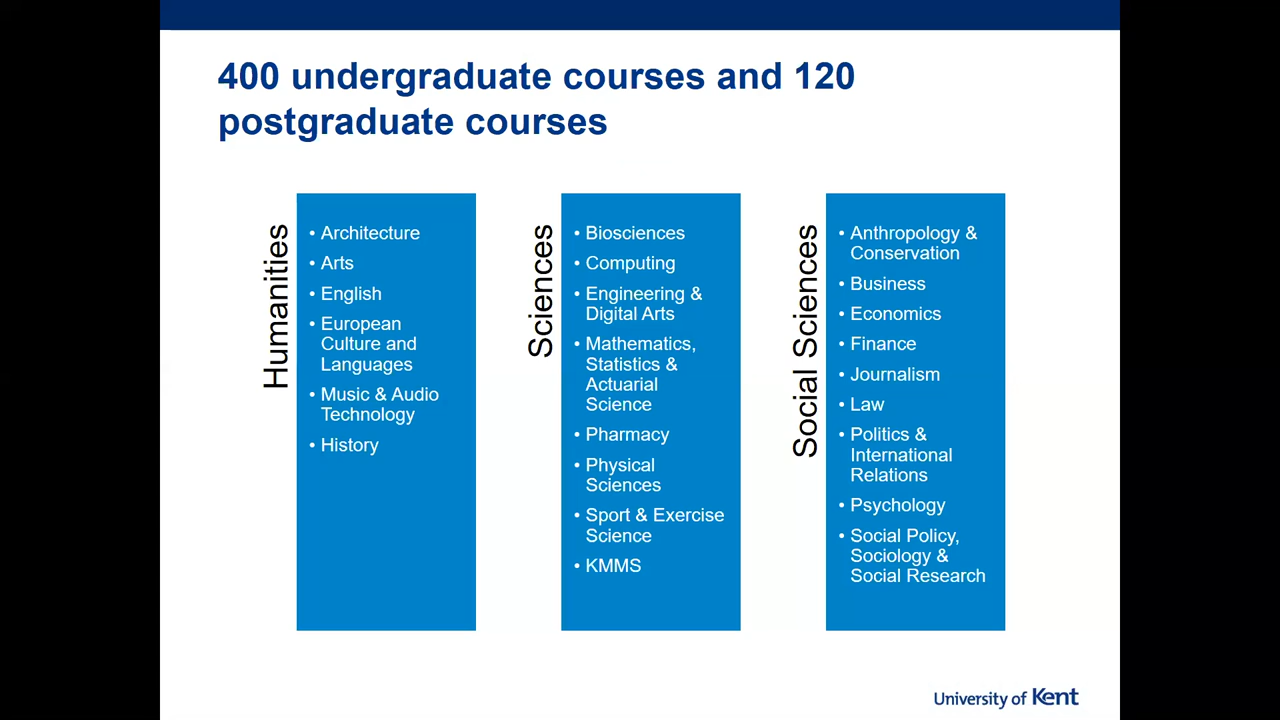 400 undergraduate courses and 120
postgraduate courses
Humanities
• Architecture
• Arts
• English
• European
Culture and
Languages
• Music & Audio
Technology
• History
Sciences
• Biosciences
• Computing
• Engineering &
Digital Arts
• Mathematics,
Statistics &
Actuarial
Science
• Pharmacy
• Physical
Sciences
• Sport & Exercise
Science
• KMMS
Social Sciences
• Anthropology &
Conservation
• Business
• Economics
• Finance
• Journalism
• Law
• Politics &
International
Relations
• Psychology
• Social Policy,
Sociology &
Social Research
University of Kent